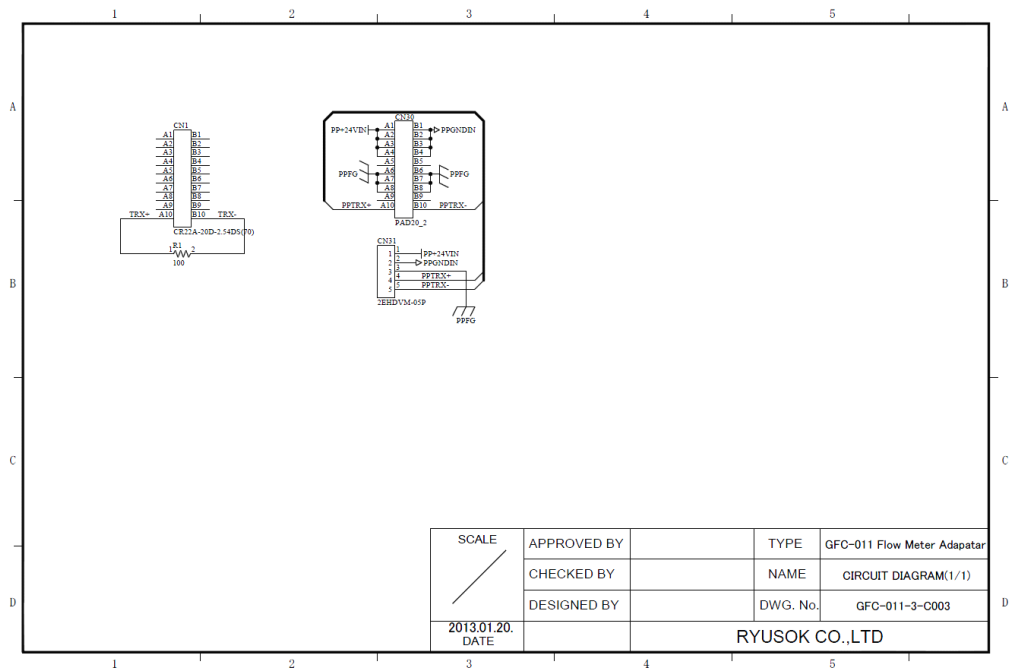 1 2 3 4 5
A A
CN1
A1 B1
A2 B2
A3 B3
A4 B4
A5 B5
A6 B6
A7 B7
A8 B8
A9 B9
TRX+ A10 B10 TRX-
CR22A-20D-2.54DS(70)
1 R1 2
100
CN30
PP+24VIN A1 B1 PPGNDIN
A2 B2
A3 B3
A4 B4
A5 B5
PPFG A6 B6 PPFG
A7 B7
A8 B8
A9 B9
PPTRX+ A10 B10 PPTRX-
PAD20_2
CN31
1 1 PP+24VIN
2 2 PPGNDIN
3 3
4 4 PPTRX+
5 5 PPTRX-
2EHDVM-05P
PPFG
B B
C C
SCALE APPROVED BY TYPE GFC-011 Flow Meter Adapatar
CHECKED BY NAME CIRCUIT DIAGRAM(1/1)
DESIGNED BY DWG. No. GFC-011-3-C003
D D
2013.01.20.
DATE RYUSOK CO.,LTD
1 2 3 4 5